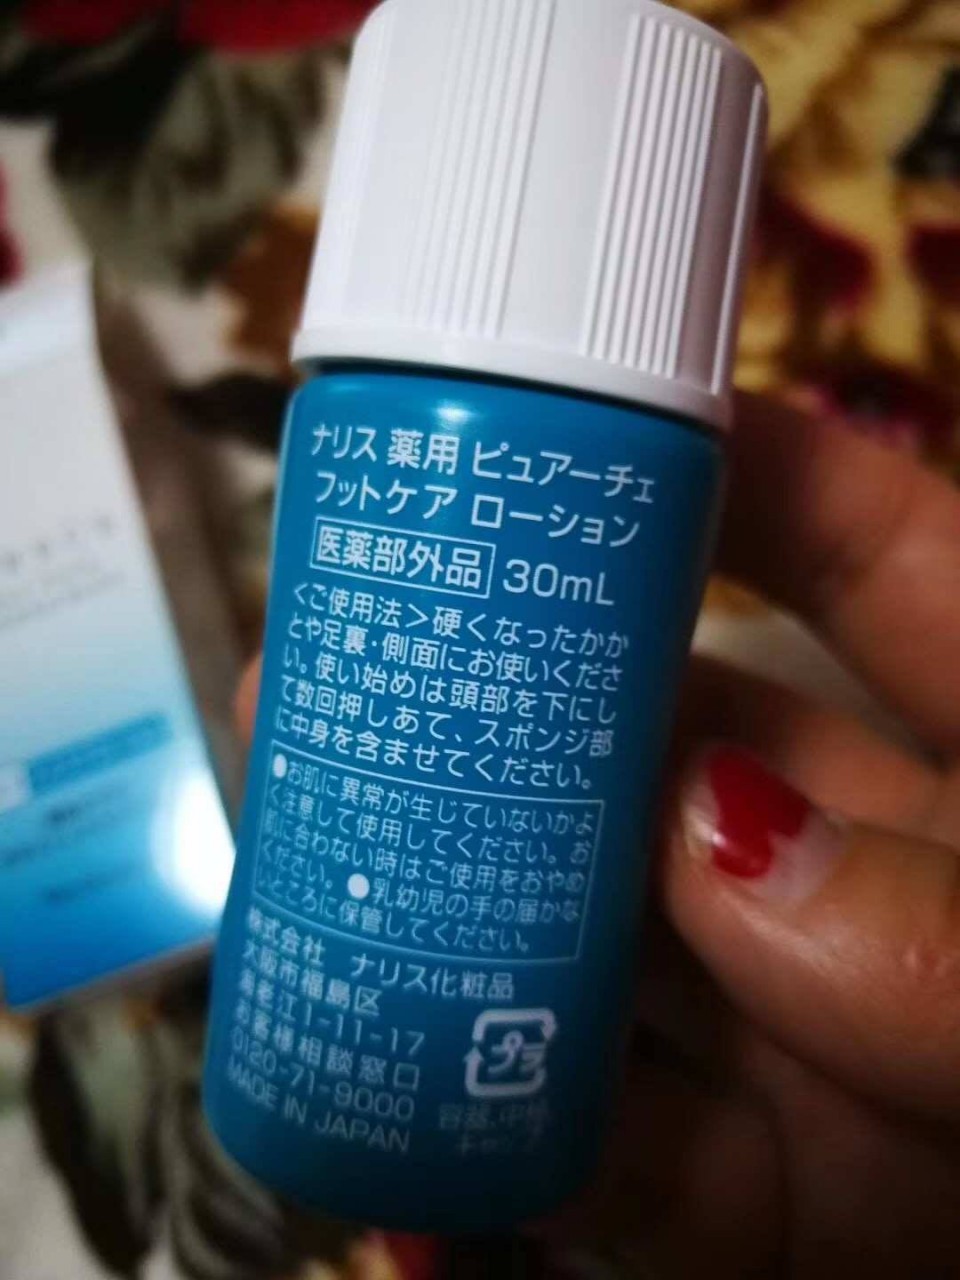 ナリス 薬用 ピュアーチェ
フットケア ローション
医薬部外品 30mL
＜ご使用法＞硬くなったかか
とや足裏・側面にお使いくださ
い。使い始めは頭部を下にし
て数回押しあて、スポンジ部
に中身を含ませてください。
●お肌に異常が生じていないかよ
く注意して使用してください。お
肌に合わない時はご使用をおやめ
ください。●乳幼児の手の届かな
いところに保管してください。
株式会社 ナリス化粧品
大阪市福島区
海老江1-11-17
お客様相談窓口
0120-71-9000
MADE IN JAPAN
プラ
容器、中栓
キャップ